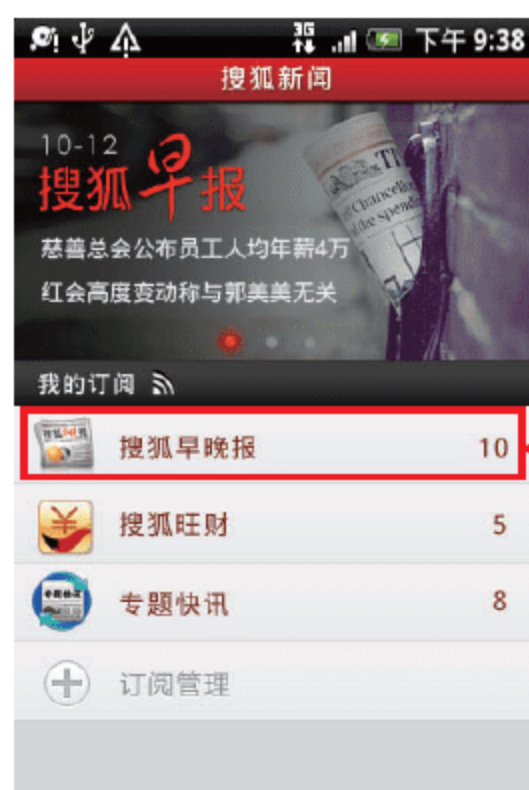 3G 下午 9:38
搜狐新闻
10-12
搜狐早报
慈善总会公布员工人均年薪4万
红会高度变动称与郭美美无关
我的订阅
搜狐早晚报 10
搜狐旺财 5
专题快讯 8
订阅管理